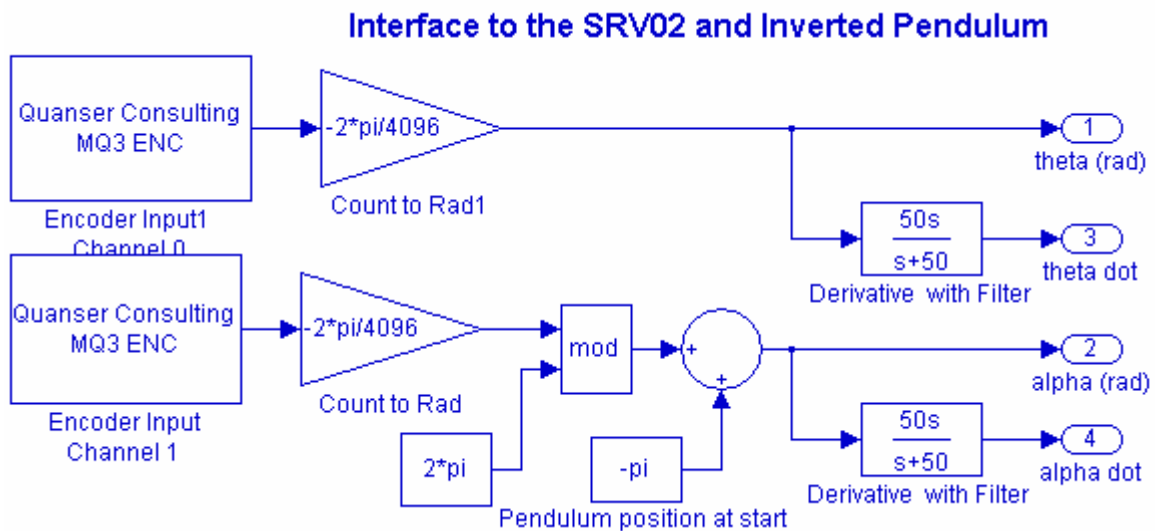 Interface to the SRV02 and Inverted Pendulum
Quanser Consulting
MQ3 ENC
Encoder Input1
Channel 0
-2*pi/4096
Count to Rad1
1
theta (rad)
50s
s+50
Derivative with Filter
3
theta dot
Quanser Consulting
MQ3 ENC
Encoder Input
Channel 1
-2*pi/4096
Count to Rad
2*pi
mod
+
+
-pi
Pendulum position at start
2
alpha (rad)
50s
s+50
Derivative with Filter
4
alpha dot